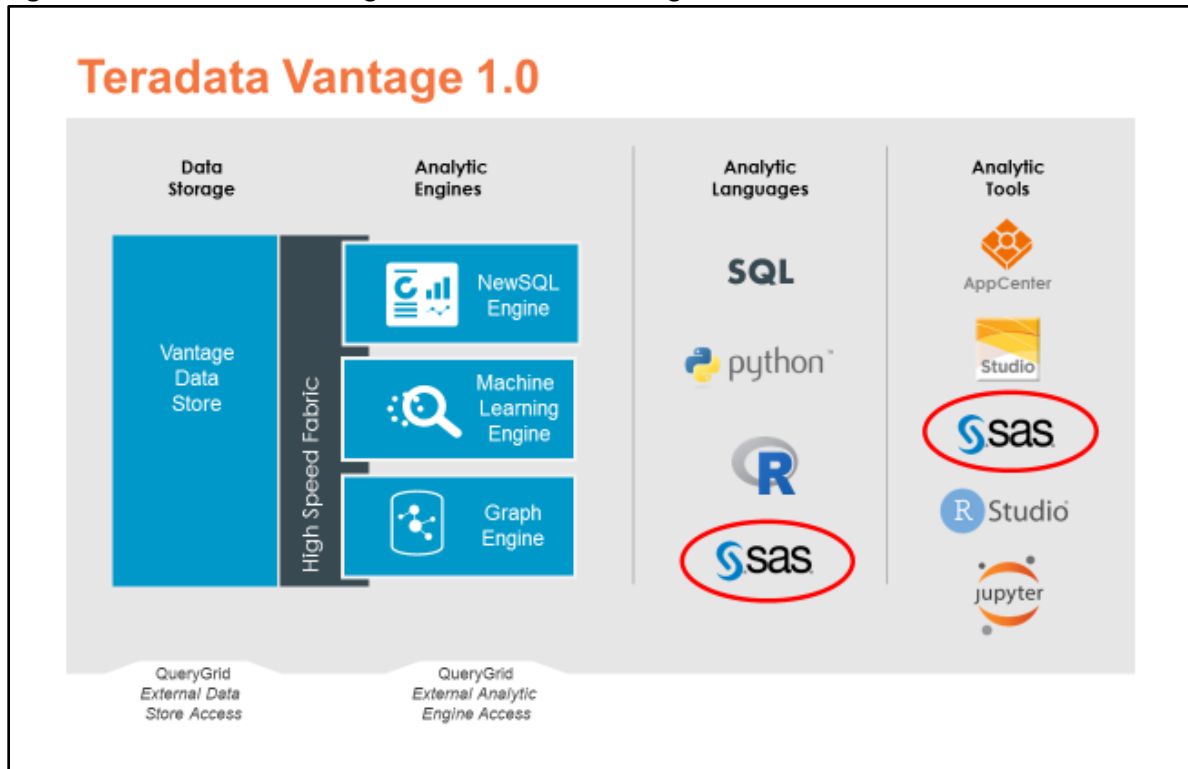 Teradata Vantage 1.0
Data
Storage
Analytic
Engines
Analytic
Languages
Analytic
Tools
Vantage
Data
Store
High Speed Fabric
NewSQL
Engine
Machine
Learning
Engine
Graph
Engine
SQL
python™
R
sas
AppCenter
Studio
sas
R Studio
jupyter
QueryGrid
External Data
Store Access
QueryGrid
External Analytic
Engine Access